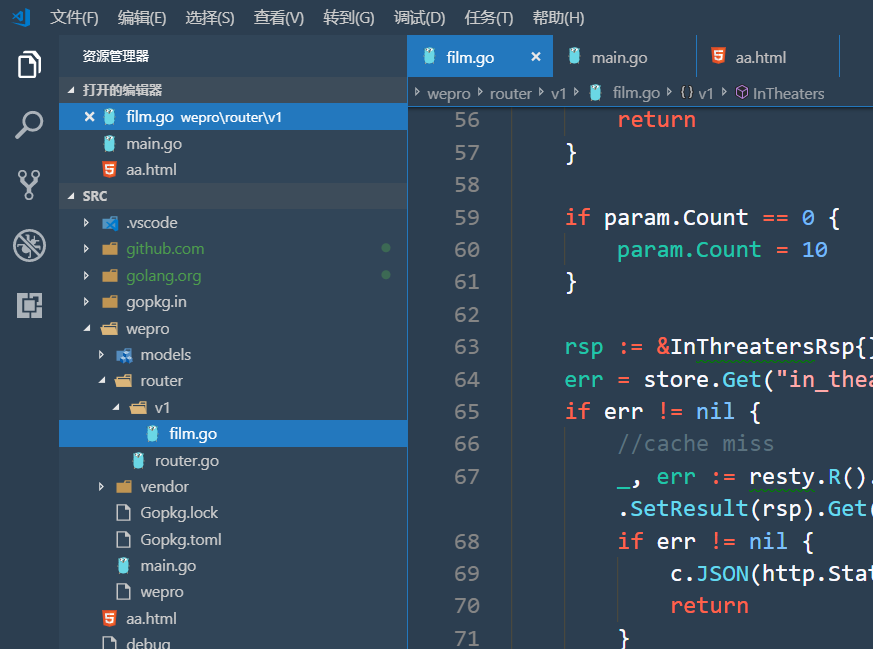 文件(F) 编辑(E) 选择(S) 查看(V) 转到(G) 调试(D) 任务(T) 帮助(H)
资源管理器
打开的编辑器
film.go wepro\router\v1
main.go
aa.html
SRC
.vscode
github.com
golang.org
gopkg.in
wepro
models
router
v1
film.go
router.go
vendor
Gopkg.lock
Gopkg.toml
main.go
wepro
aa.html
debug
film.go main.go aa.html
wepro router v1 film.go {} v1 InTheaters
56 return
57 }
58
59 if param.Count == 0 {
60 param.Count = 10
61 }
62
63 rsp := &InThreatersRsp{}
64 err = store.Get("in_thea
65 if err != nil {
66 //cache miss
67 _, err := resty.R().
.SetResult(rsp).Get(
68 if err != nil {
69 c.JSON(http.Stat
70 return
71 }